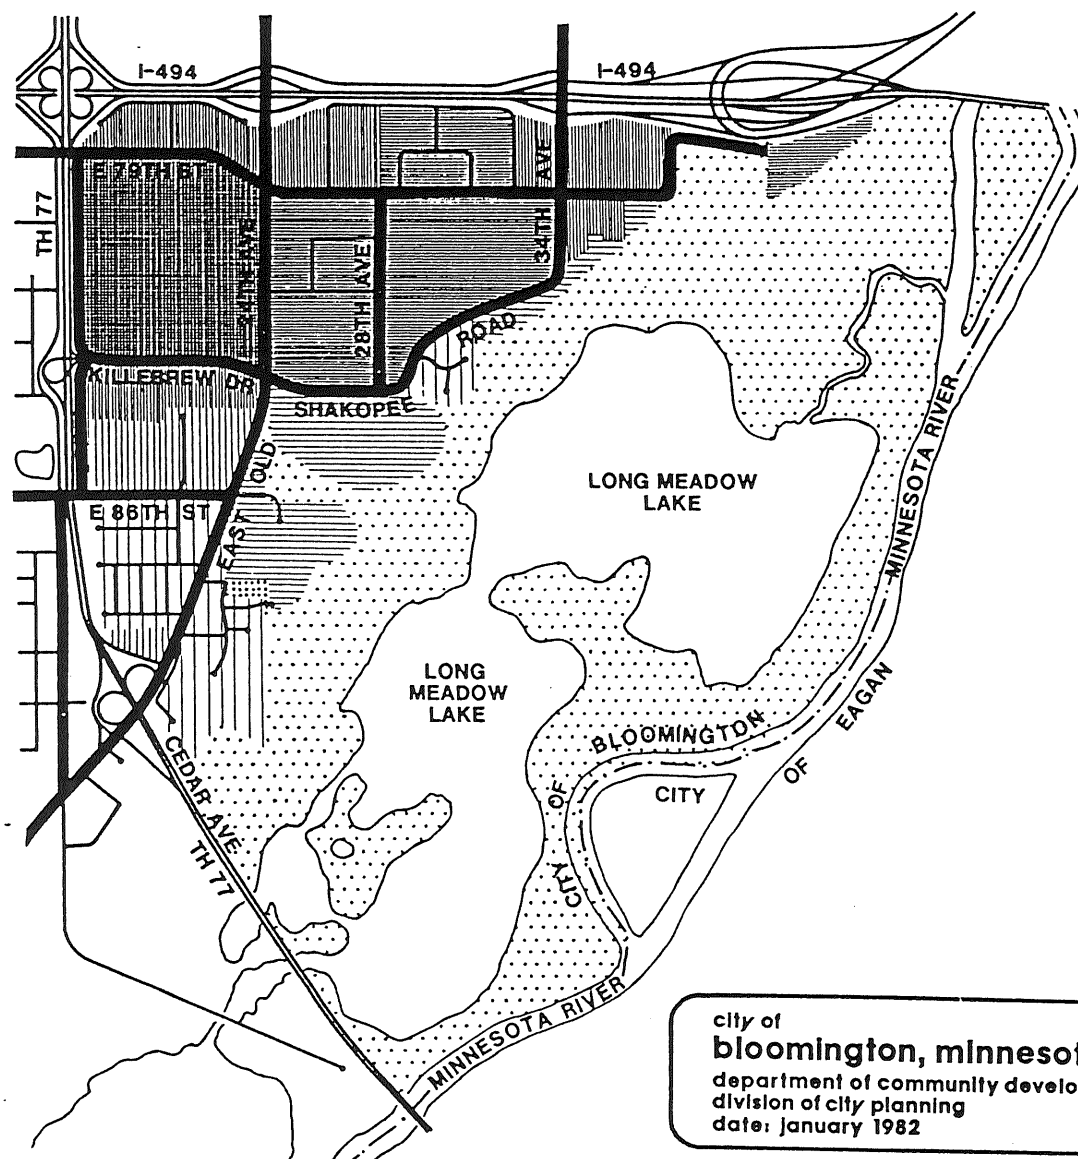 I-494
I-494
E 79TH ST
TH 77
24TH AVE
28TH AVE
34TH AVE
KILLEBREW DR
SHAKOPEE
ROAD
OLD
EAST
E 86TH ST
LONG MEADOW
LAKE
MINNESOTA RIVER
LONG
MEADOW
LAKE
CITY OF BLOOMINGTON
CITY OF EAGAN
CEDAR AVE
TH 77
MINNESOTA RIVER
city of
bloomington, minnesot
department of community develo
division of city planning
date: january 1982